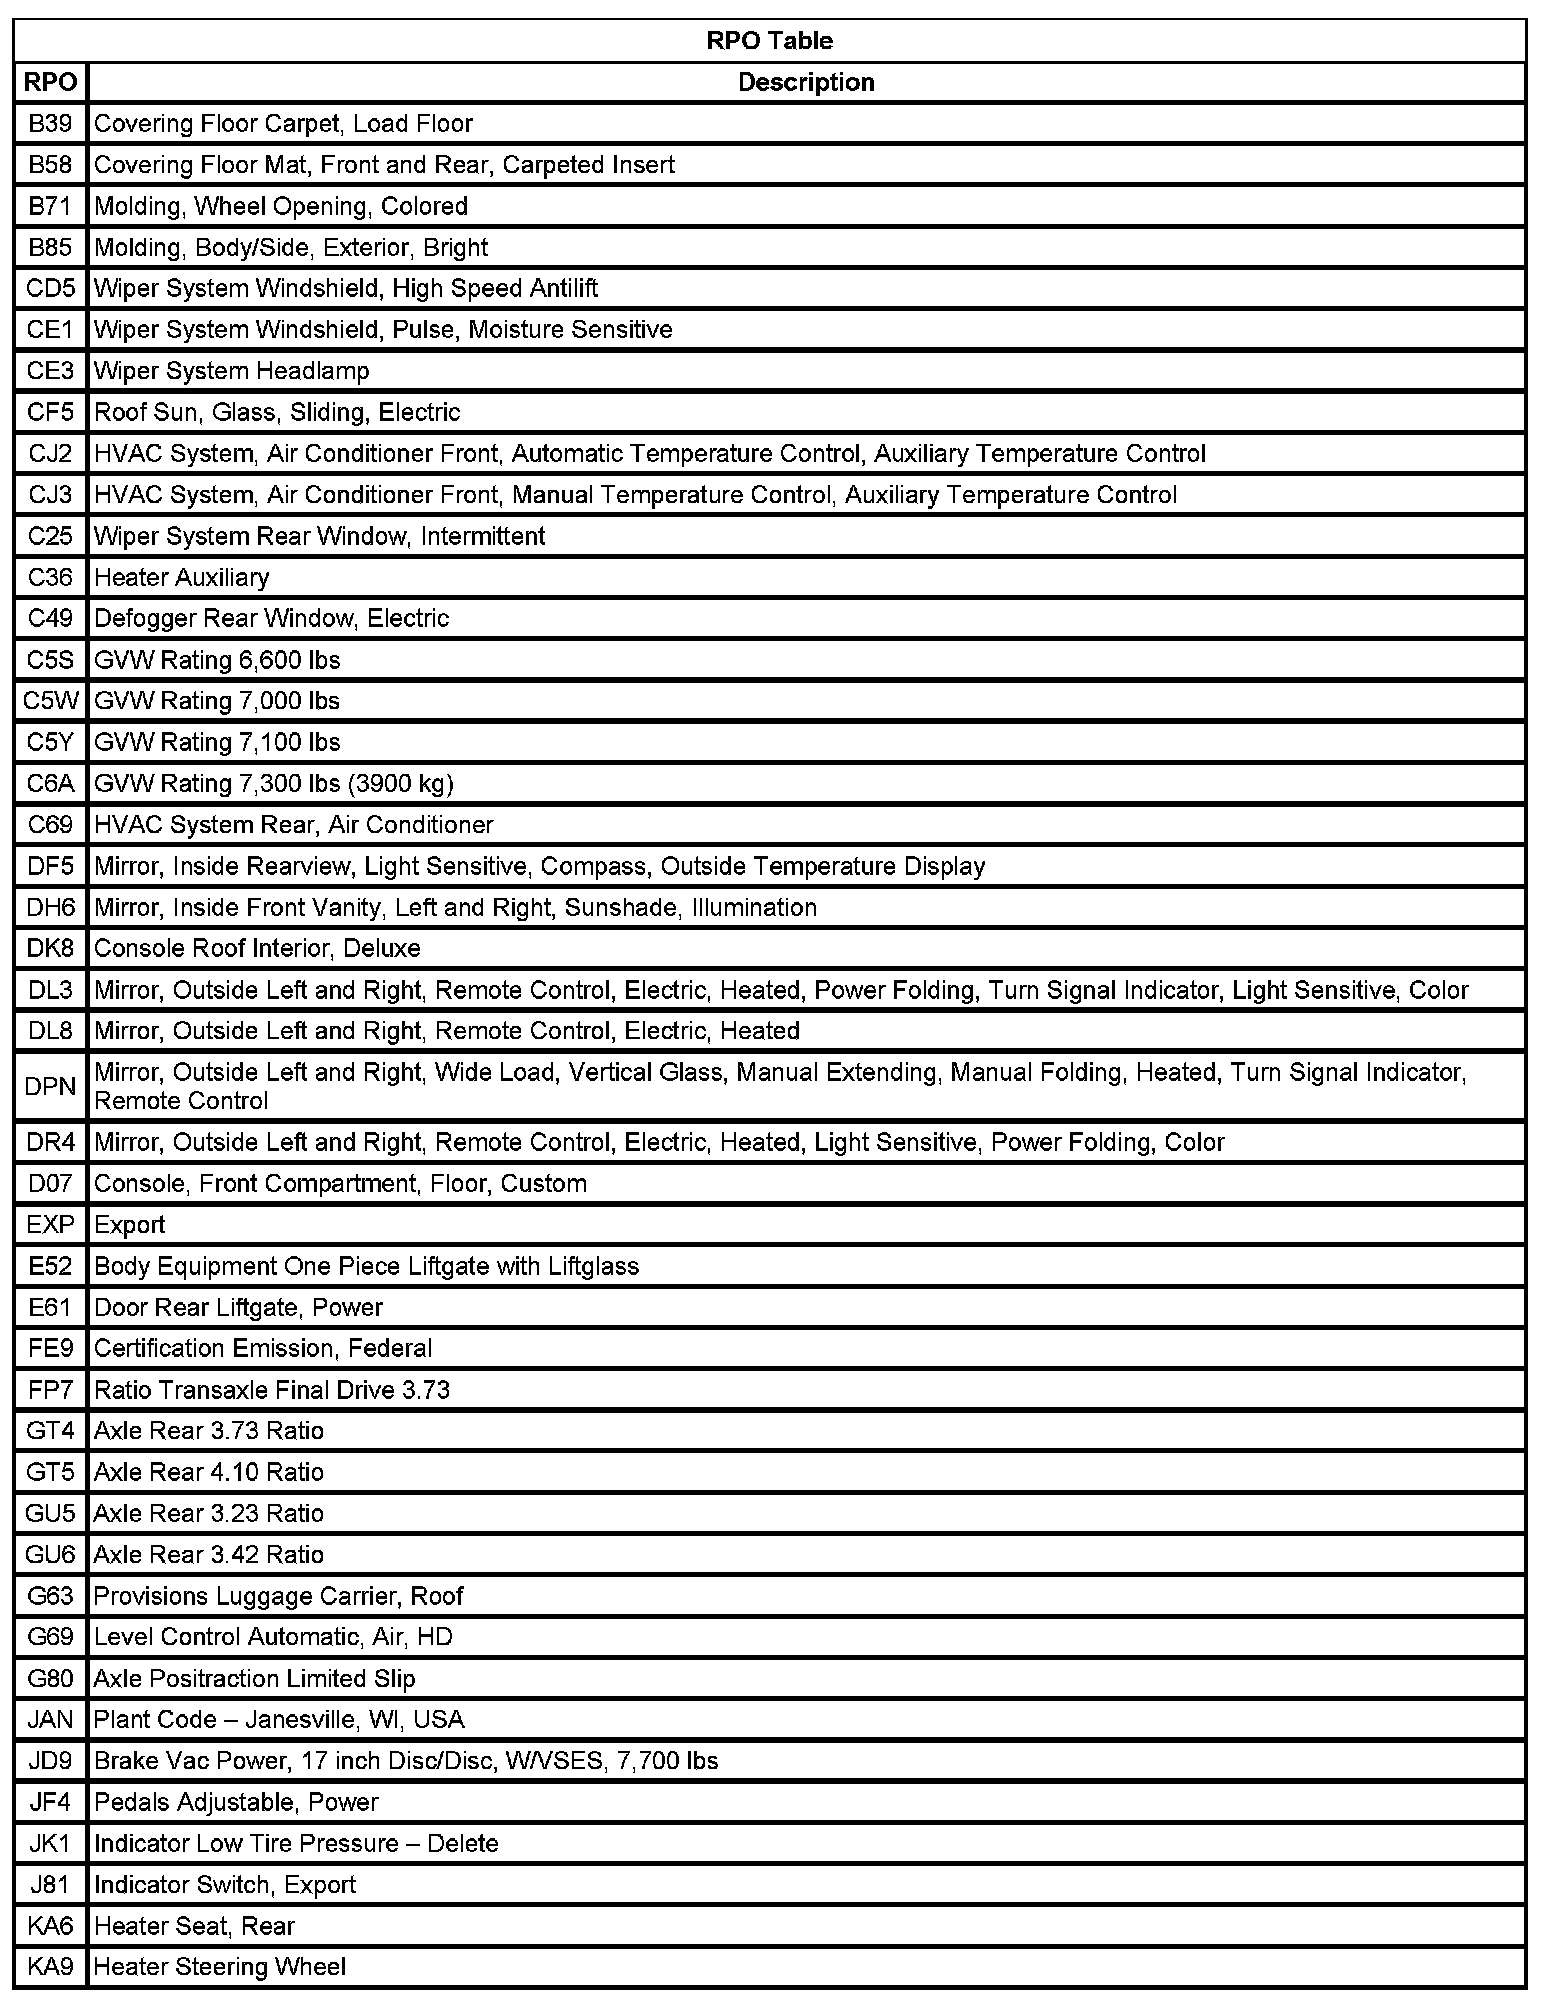 RPO Table
RPO Description
B39 Covering Floor Carpet, Load Floor
B58 Covering Floor Mat, Front and Rear, Carpeted Insert
B71 Molding, Wheel Opening, Colored
B85 Molding, Body/Side, Exterior, Bright
CD5 Wiper System Windshield, High Speed Antilift
CE1 Wiper System Windshield, Pulse, Moisture Sensitive
CE3 Wiper System Headlamp
CF5 Roof Sun, Glass, Sliding, Electric
CJ2 HVAC System, Air Conditioner Front, Automatic Temperature Control, Auxiliary Temperature Control
CJ3 HVAC System, Air Conditioner Front, Manual Temperature Control, Auxiliary Temperature Control
C25 Wiper System Rear Window, Intermittent
C36 Heater Auxiliary
C49 Defogger Rear Window, Electric
C5S GVW Rating 6,600 lbs
C5W GVW Rating 7,000 lbs
C5Y GVW Rating 7,100 lbs
C6A GVW Rating 7,300 lbs (3900 kg)
C69 HVAC System Rear, Air Conditioner
DF5 Mirror, Inside Rearview, Light Sensitive, Compass, Outside Temperature Display
DH6 Mirror, Inside Front Vanity, Left and Right, Sunshade, Illumination
DK8 Console Roof Interior, Deluxe
DL3 Mirror, Outside Left and Right, Remote Control, Electric, Heated, Power Folding, Turn Signal Indicator, Light Sensitive, Color
DL8 Mirror, Outside Left and Right, Remote Control, Electric, Heated
DPN Mirror, Outside Left and Right, Wide Load, Vertical Glass, Manual Extending, Manual Folding, Heated, Turn Signal Indicator,
Remote Control
DR4 Mirror, Outside Left and Right, Remote Control, Electric, Heated, Light Sensitive, Power Folding, Color
D07 Console, Front Compartment, Floor, Custom
EXP Export
E52 Body Equipment One Piece Liftgate with Liftglass
E61 Door Rear Liftgate, Power
FE9 Certification Emission, Federal
FP7 Ratio Transaxle Final Drive 3.73
GT4 Axle Rear 3.73 Ratio
GT5 Axle Rear 4.10 Ratio
GU5 Axle Rear 3.23 Ratio
GU6 Axle Rear 3.42 Ratio
G63 Provisions Luggage Carrier, Roof
G69 Level Control Automatic, Air, HD
G80 Axle Positraction Limited Slip
JAN Plant Code – Janesville, WI, USA
JD9 Brake Vac Power, 17 inch Disc/Disc, W/VSES, 7,700 lbs
JF4 Pedals Adjustable, Power
JK1 Indicator Low Tire Pressure – Delete
J81 Indicator Switch, Export
KA6 Heater Seat, Rear
KA9 Heater Steering Wheel